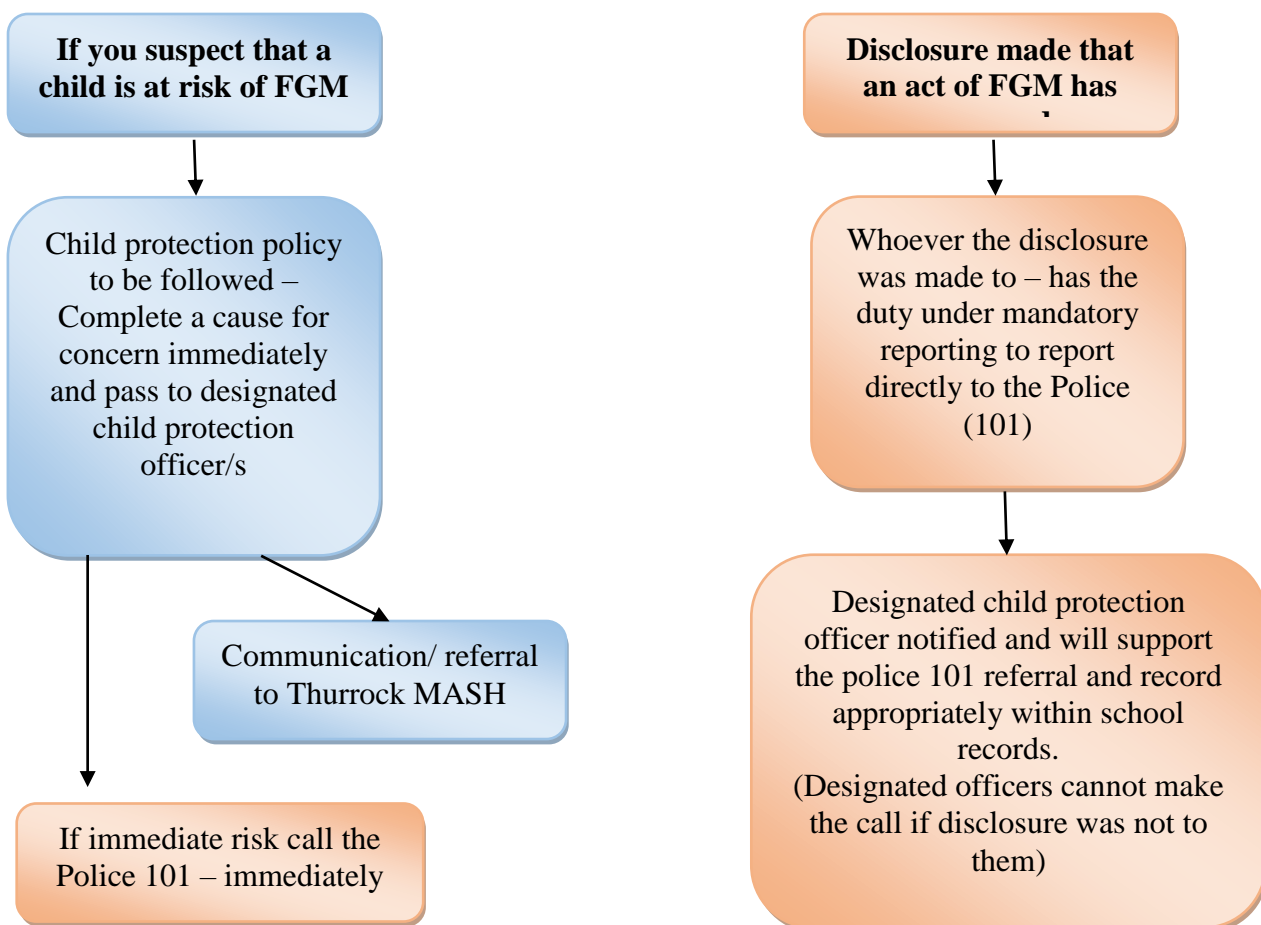 If you suspect that a
child is at risk of FGM
Child protection policy
to be followed –
Complete a cause for
concern immediately
and pass to designated
child protection
officer/s
Communication/ referral
to Thurrock MASH
If immediate risk call the
Police 101 – immediately
Disclosure made that
an act of FGM has
Whoever the disclosure
was made to – has the
duty under mandatory
reporting to report
directly to the Police
(101)
Designated child protection
officer notified and will support
the police 101 referral and record
appropriately within school
records.
(Designated officers cannot make
the call if disclosure was not to
them)